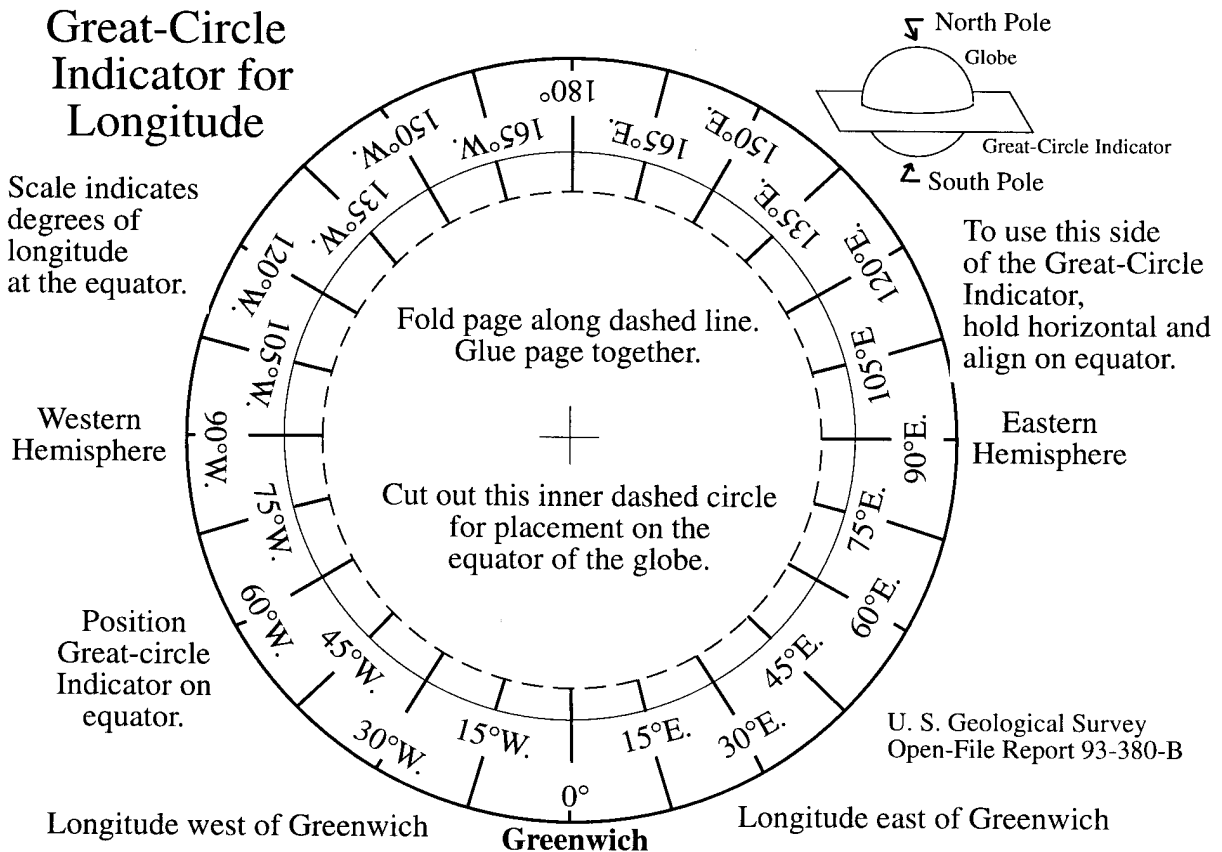 Great-Circle
Indicator for
Longitude
North Pole
Globe
Great-Circle Indicator
South Pole
Scale indicates
degrees of
longitude
at the equator.
To use this side
of the Great-Circle
Indicator,
hold horizontal and
align on equator.
180°
165°W.
165°E.
150°W.
150°E.
135°W.
135°E.
120°W.
120°E.
105°W.
105°E
90°W.
90°E.
75°W.
75°E.
60°W.
60°E.
45°W.
45°E.
30°W.
30°E.
15°W.
15°E.
0°
Fold page along dashed line.
Glue page together.
Western
Hemisphere
Eastern
Hemisphere
Cut out this inner dashed circle
for placement on the
equator of the globe.
Position
Great-circle
Indicator on
equator.
U. S. Geological Survey
Open-File Report 93-380-B
Longitude west of Greenwich
Greenwich
Longitude east of Greenwich